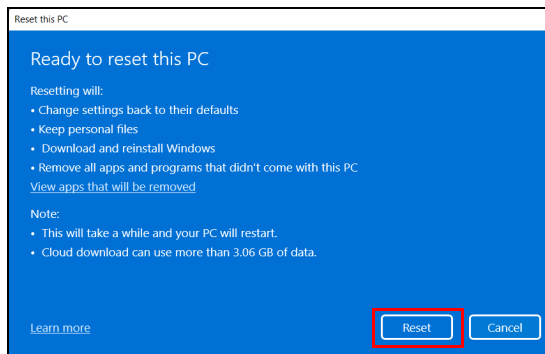 Reset this PC
Ready to reset this PC
Resetting will:
• Change settings back to their defaults
• Keep personal files
• Download and reinstall Windows
• Remove all apps and programs that didn't come with this PC
View apps that will be removed
Note:
• This will take a while and your PC will restart.
• Cloud download can use more than 3.06 GB of data.
Learn more
Reset
Cancel